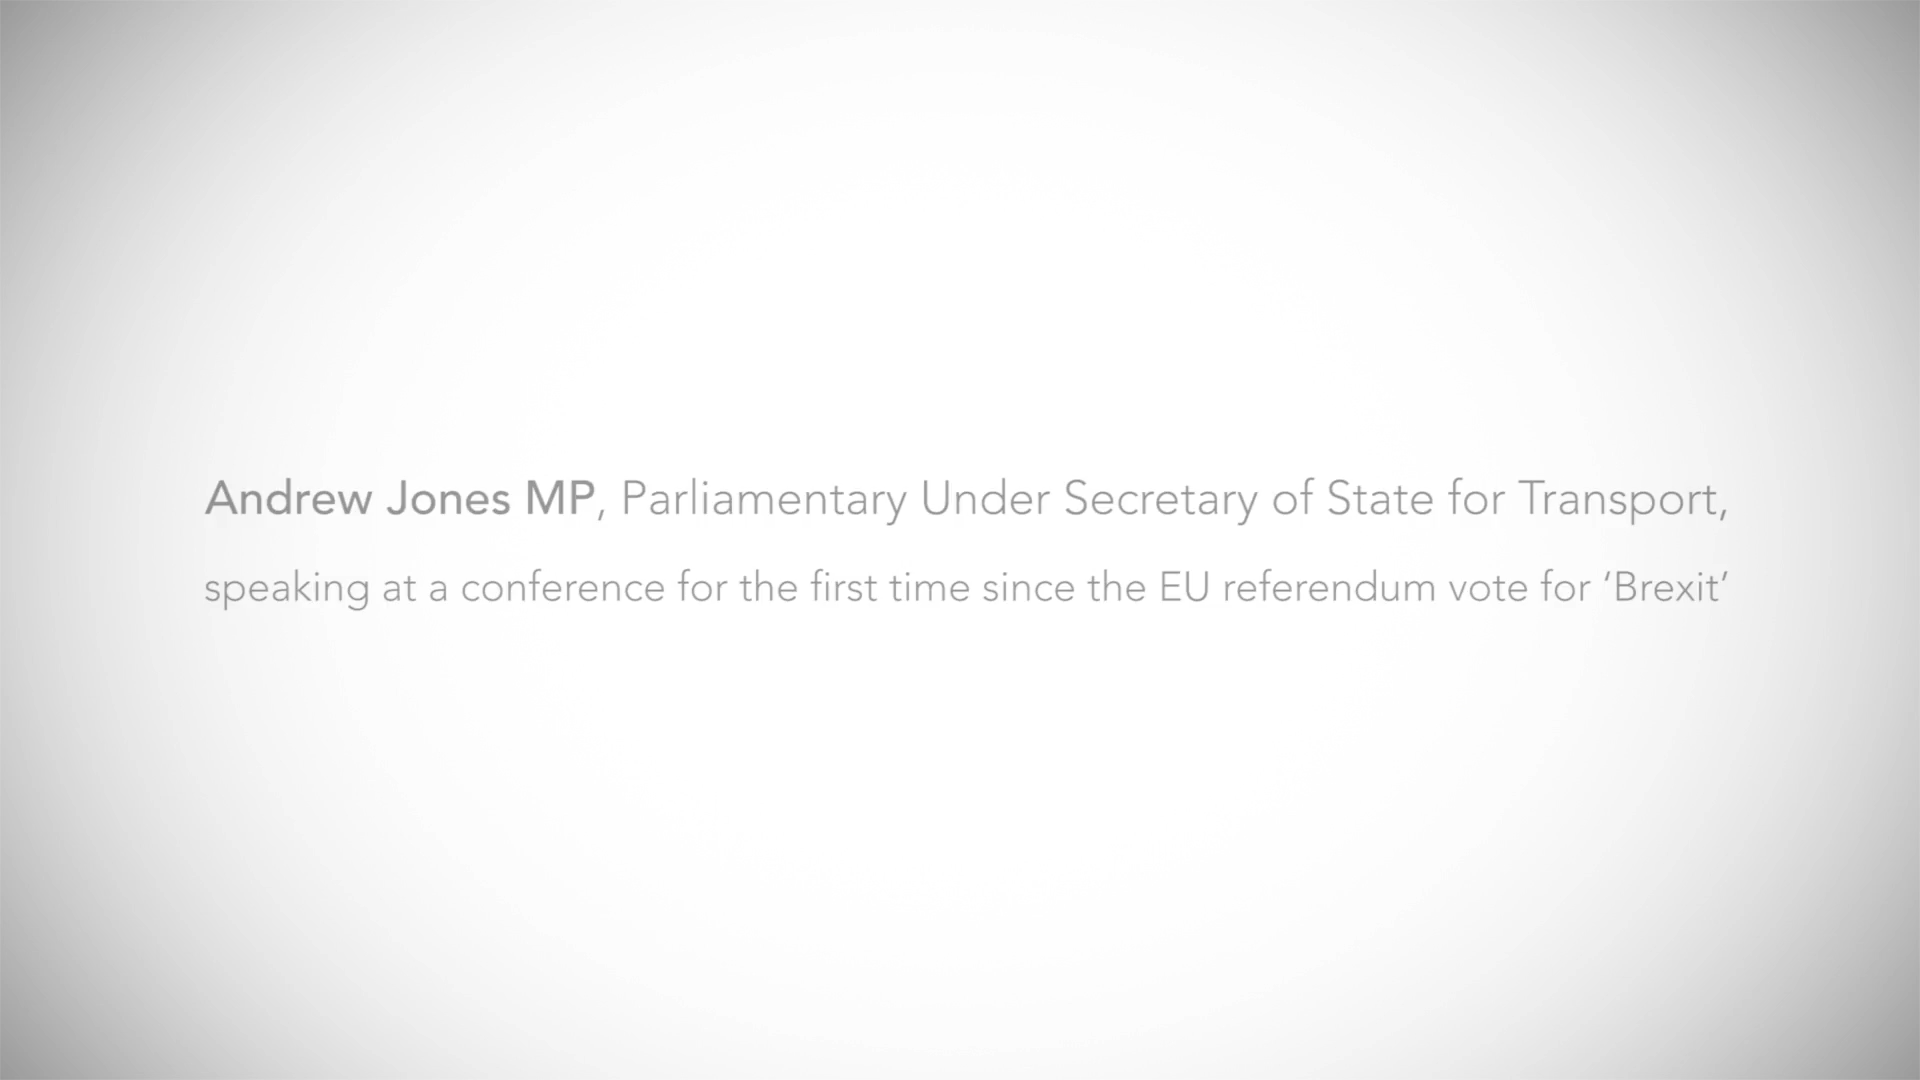 Andrew Jones MP, Parliamentary Under Secretary of State for Transport,
speaking at a conference for the first time since the EU referendum vote for ‘Brexit’